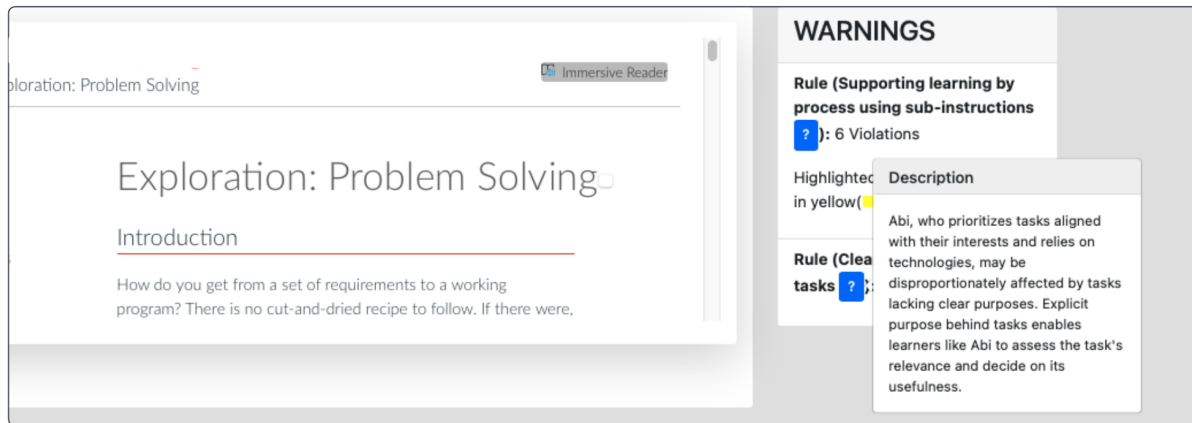 ploration: Problem Solving
Immersive Reader
Exploration: Problem Solving
Introduction
How do you get from a set of requirements to a working
program? There is no cut-and-dried recipe to follow. If there were,
WARNINGS
Rule (Supporting learning by
process using sub-instructions
? ): 6 Violations
Highlighted
in yellow(
Rule (Clea
tasks ? ):
Description
Abi, who prioritizes tasks aligned
with their interests and relies on
technologies, may be
disproportionately affected by tasks
lacking clear purposes. Explicit
purpose behind tasks enables
learners like Abi to assess the task's
relevance and decide on its
usefulness.